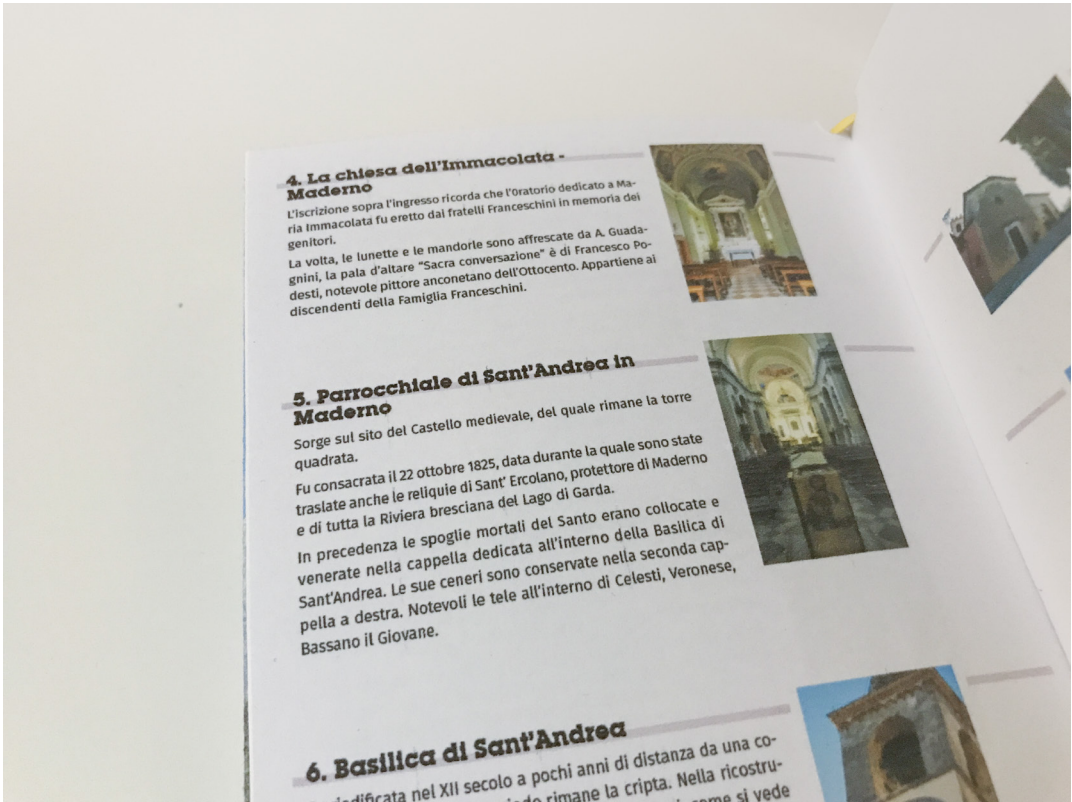 4. La chiesa dell'Immacolata -
Maderno
L'iscrizione sopra l'ingresso ricorda che l'Oratorio dedicato a Ma-
ria Immacolata fu eretto dai fratelli Franceschini in memoria dei
genitori.
La volta, le lunette e le mandorle sono affrescate da A. Guada-
gnini, la pala d'altare "Sacra conversazione" è di Francesco Po-
desti, notevole pittore anconetano dell'Ottocento. Appartiene ai
discendenti della Famiglia Franceschini.
5. Parrocchiale di Sant'Andrea in
Maderno
Sorge sul sito del Castello medievale, del quale rimane la torre
quadrata.
Fu consacrata il 22 ottobre 1825, data durante la quale sono state
traslate anche le reliquie di Sant' Ercolano, protettore di Maderno
e di tutta la Riviera bresciana del Lago di Garda.
In precedenza le spoglie mortali del Santo erano collocate e
venerate nella cappella dedicata all'interno della Basilica di
Sant'Andrea. Le sue ceneri sono conservate nella seconda cap-
pella a destra. Notevoli le tele all'interno di Celesti, Veronese,
Bassano il Giovane.
6. Basilica di Sant'Andrea
nel XII secolo a pochi anni di distanza da una co-
rimane la cripta. Nella ricostru-
come si vede